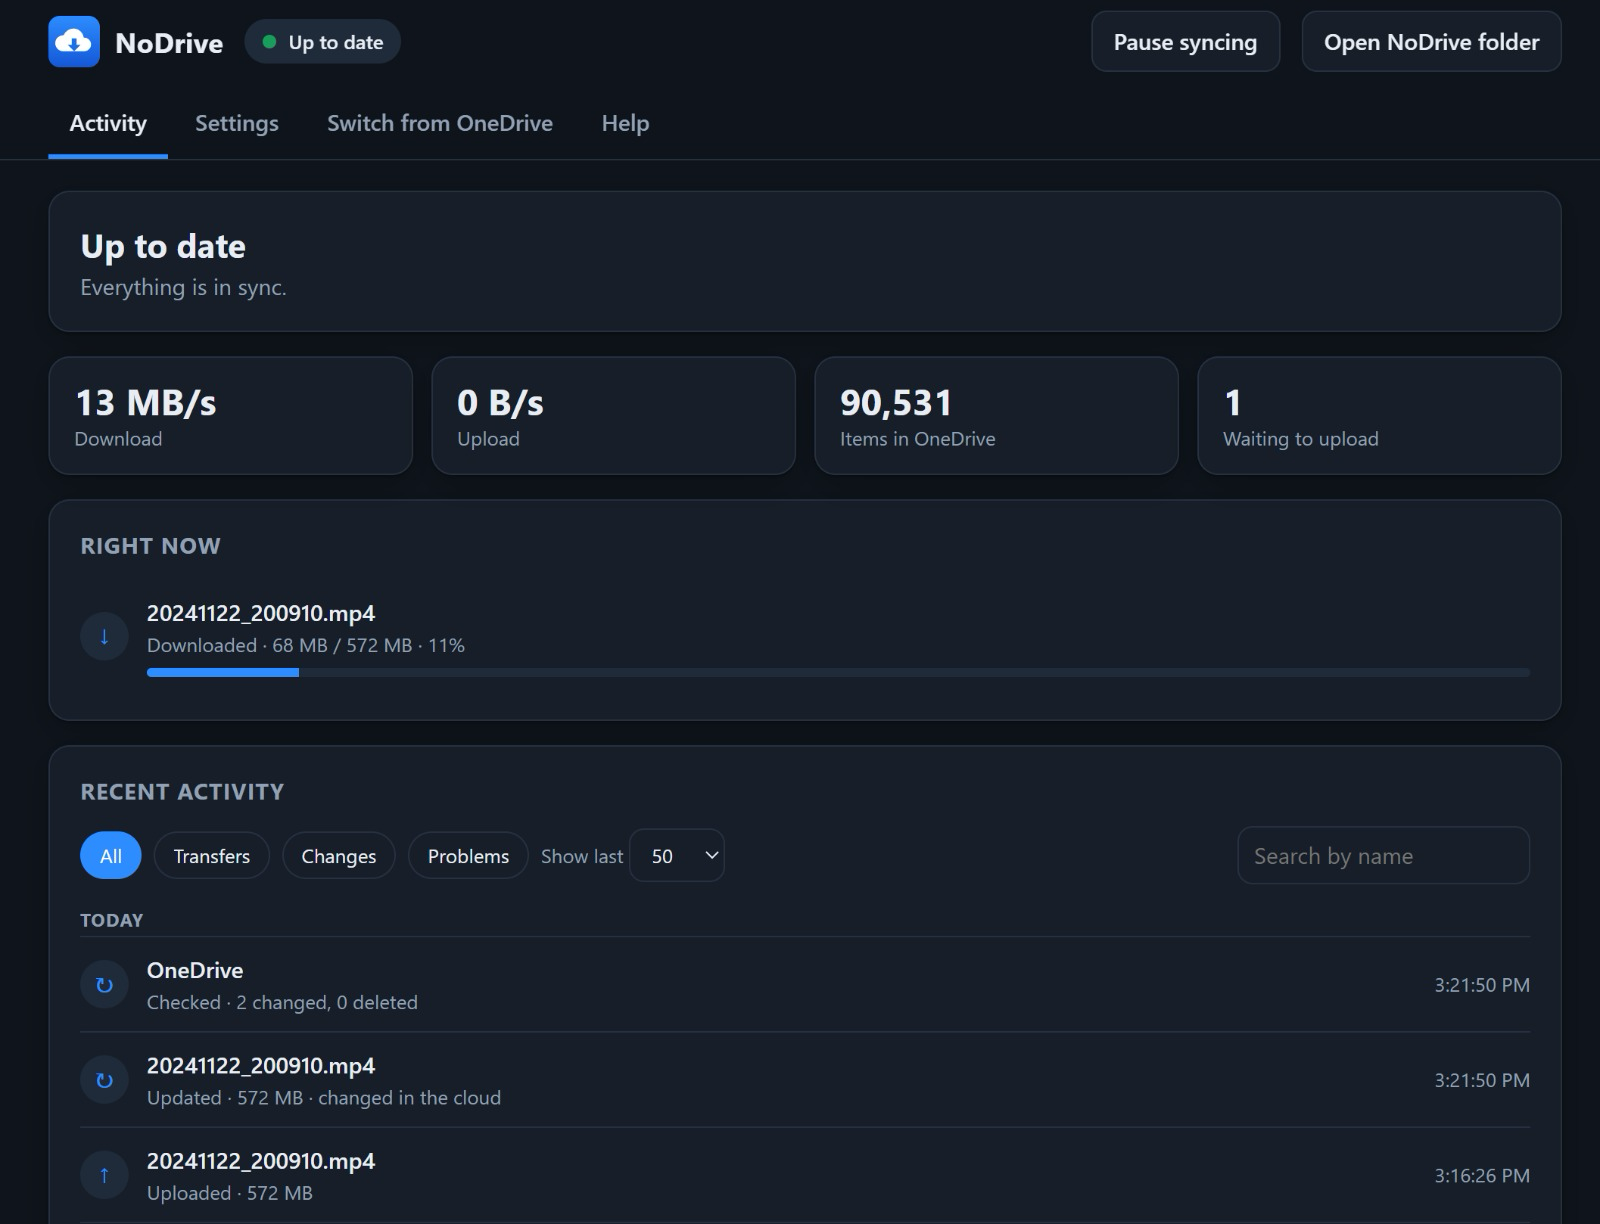 NoDrive
Up to date
Pause syncing
Open NoDrive folder
Activity
Settings
Switch from OneDrive
Help
Up to date
Everything is in sync.
13 MB/s
Download
0 B/s
Upload
90,531
Items in OneDrive
1
Waiting to upload
RIGHT NOW
↓
20241122_200910.mp4
Downloaded · 68 MB / 572 MB · 11%
RECENT ACTIVITY
All
Transfers
Changes
Problems
Show last
50
Search by name
TODAY
↻
OneDrive
Checked · 2 changed, 0 deleted
3:21:50 PM
↻
20241122_200910.mp4
Updated · 572 MB · changed in the cloud
3:21:50 PM
↑
20241122_200910.mp4
Uploaded · 572 MB
3:16:26 PM